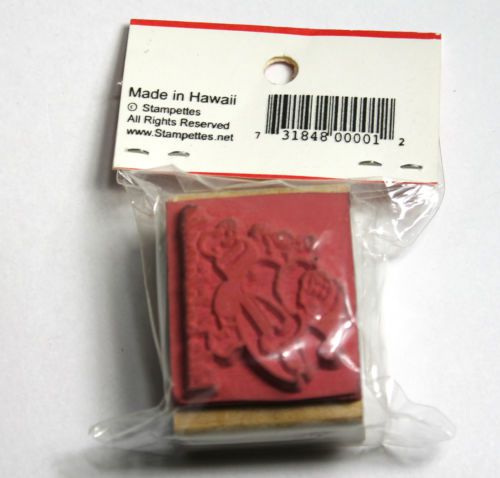 Made in Hawaii
© Stampettes
All Rights Reserved
www.Stampettes.net
7 31848 00001 2